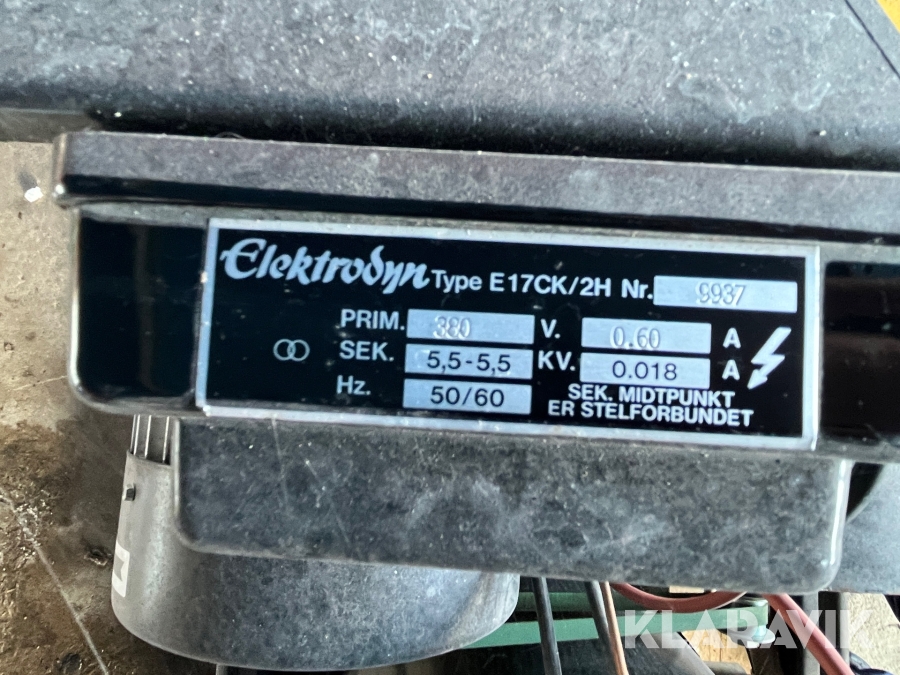 Elektrodyn Type E17CK/2H Nr. 9937
PRIM. 380 V. 0.60 A
SEK. 5,5-5,5 KV. 0.018 A
Hz. 50/60 SEK. MIDTPUNKT
ER STELFORBUNDET
KLARAVIK